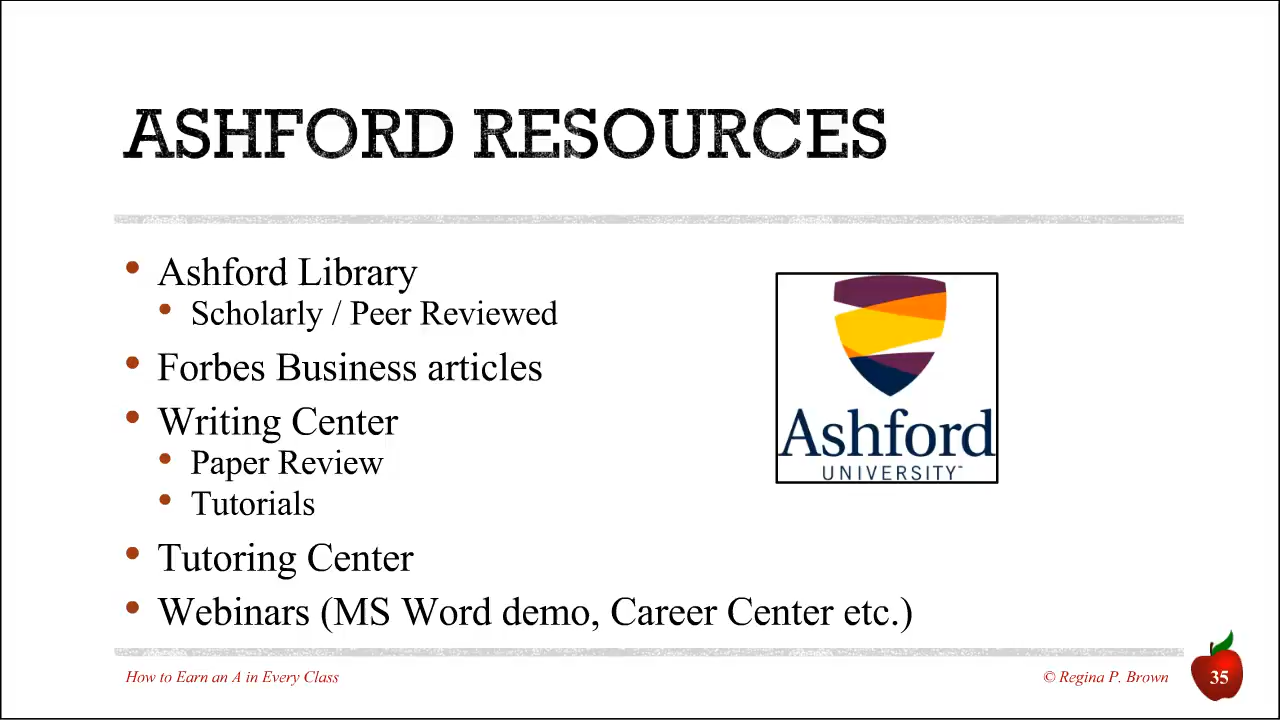 ASHFORD RESOURCES
• Ashford Library
• Scholarly / Peer Reviewed
• Forbes Business articles
• Writing Center
• Paper Review
• Tutorials
• Tutoring Center
• Webinars (MS Word demo, Career Center etc.)
Ashford
UNIVERSITY™
How to Earn an A in Every Class
© Regina P. Brown
35